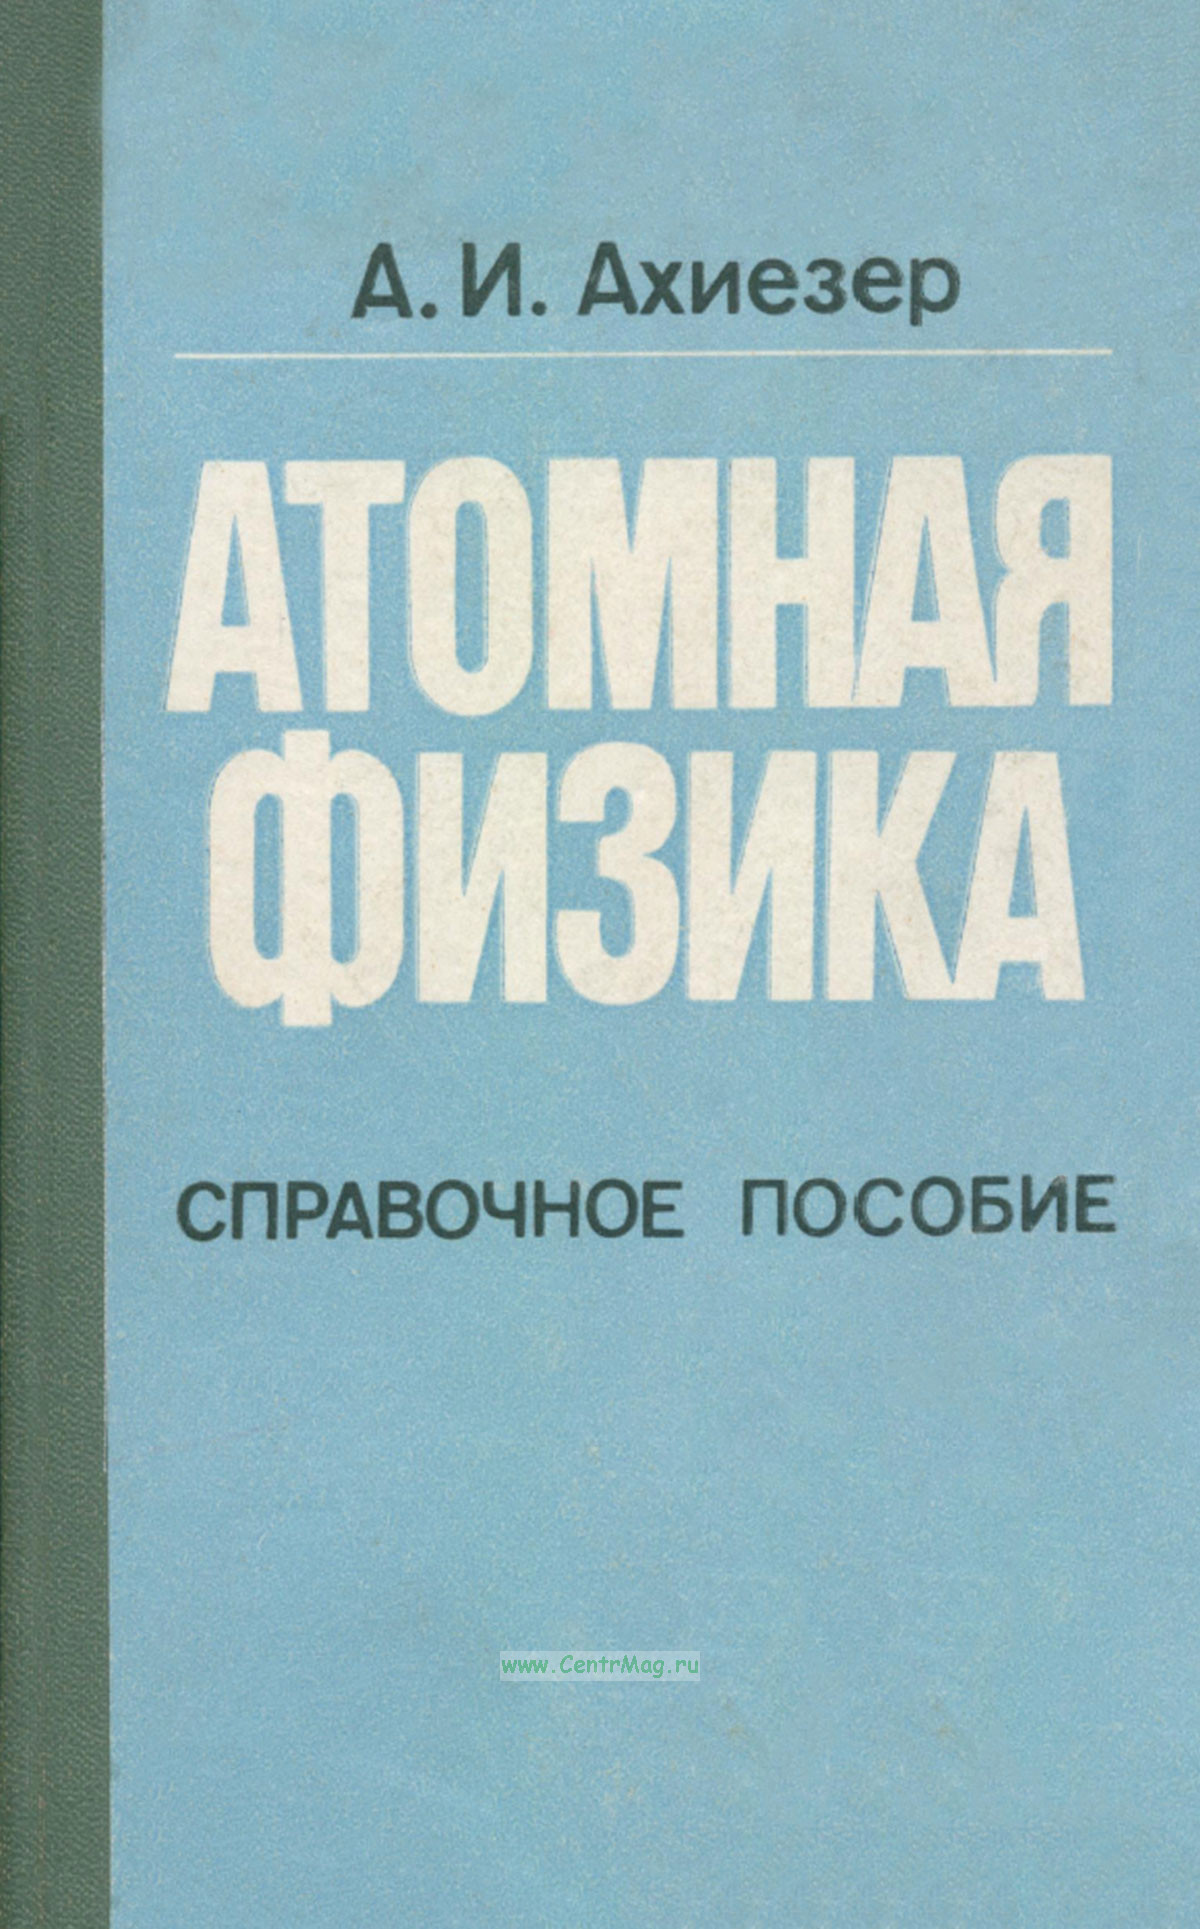 А. И. Ахиезер
АТОМНАЯ
ФИЗИКА
СПРАВОЧНОЕ ПОСОБИЕ
www.CentrMag.ru